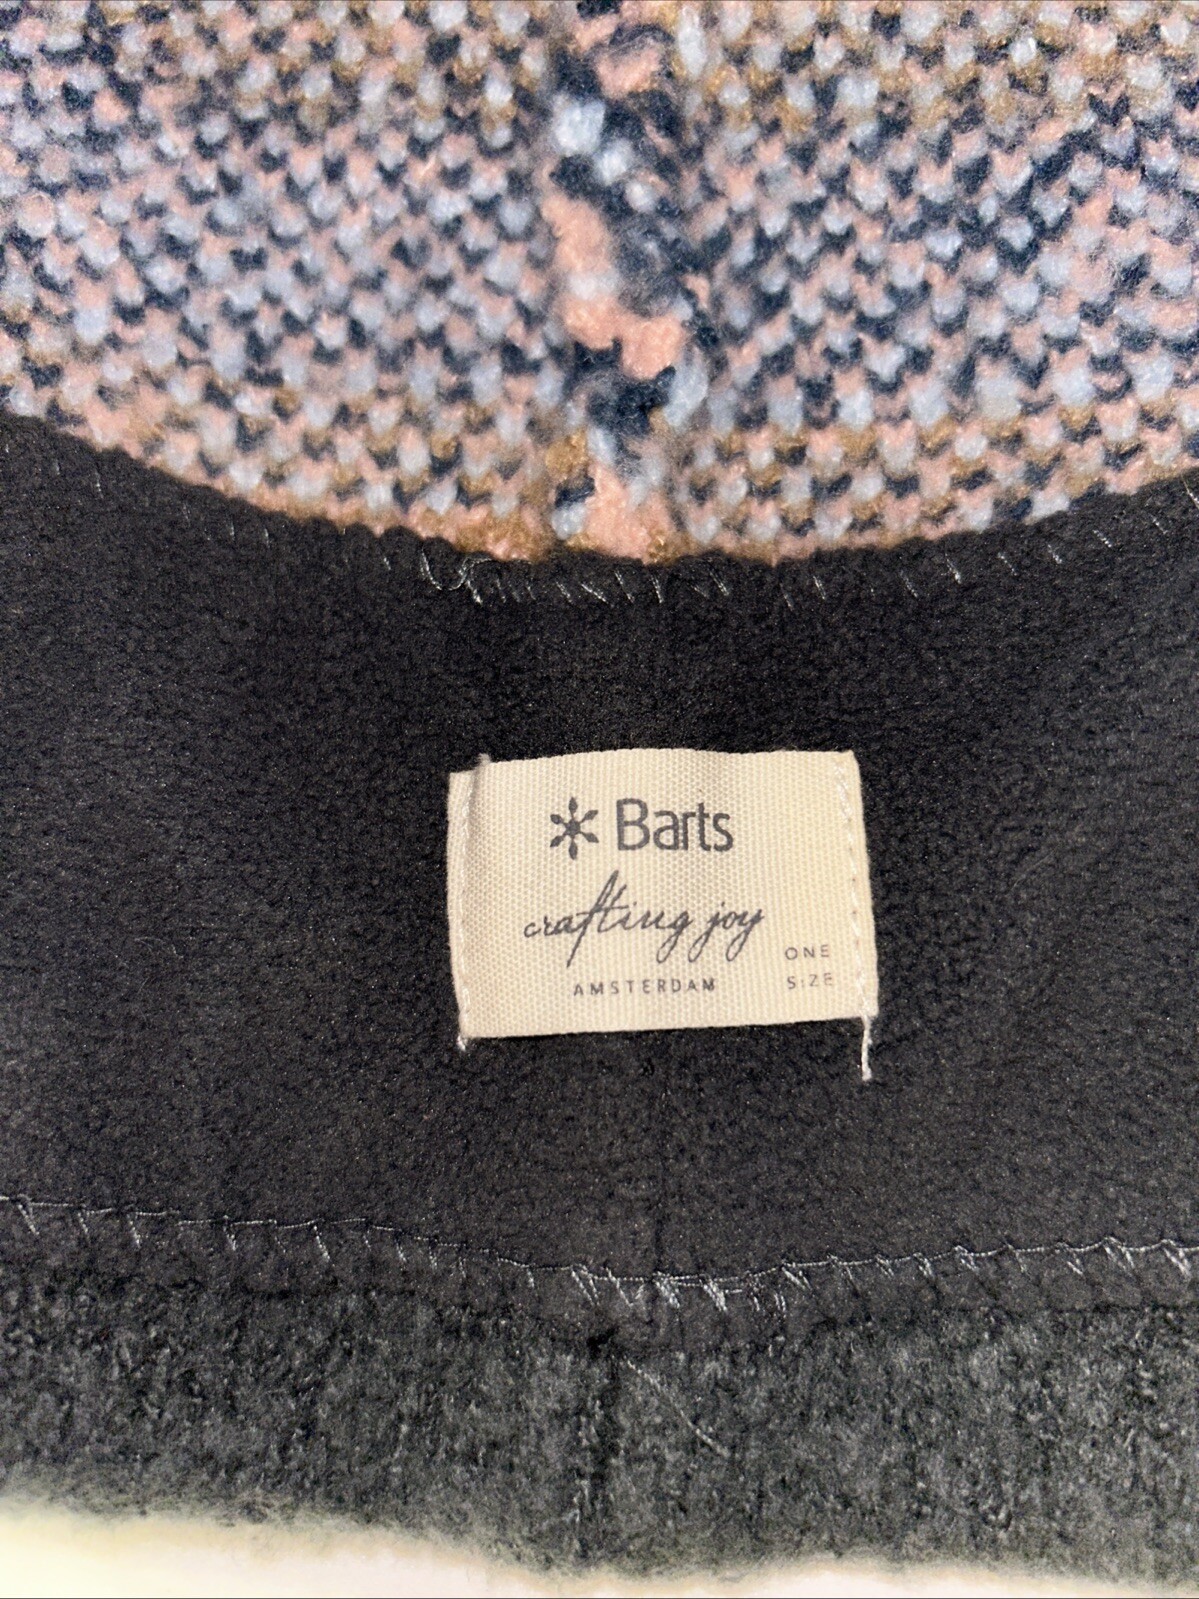 Barts
crafting joy
AMSTERDAM
ONE
SIZE